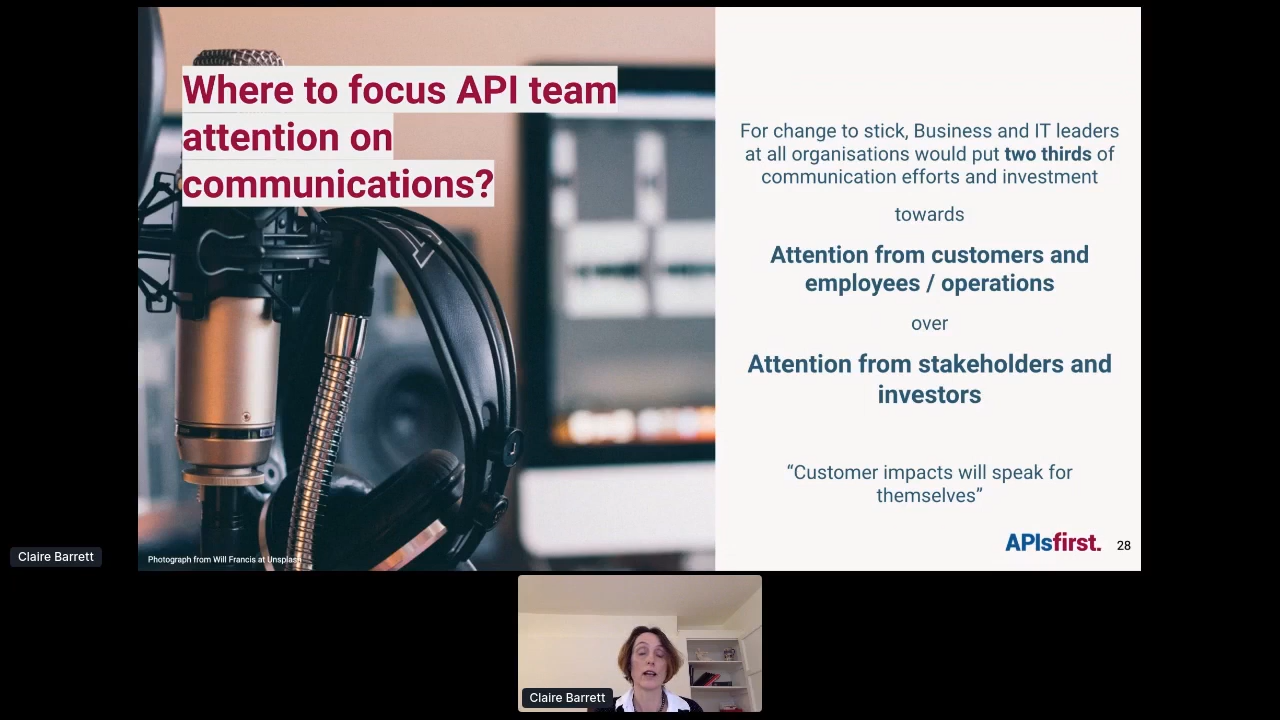 Where to focus API team
attention on
communications?
For change to stick, Business and IT leaders
at all organisations would put two thirds of
communication efforts and investment
towards
Attention from customers and
employees / operations
over
Attention from stakeholders and
investors
“Customer impacts will speak for
themselves”
APIsfirst.
28
Photograph from Will Francis at Unsplash
Claire Barrett
Claire Barrett